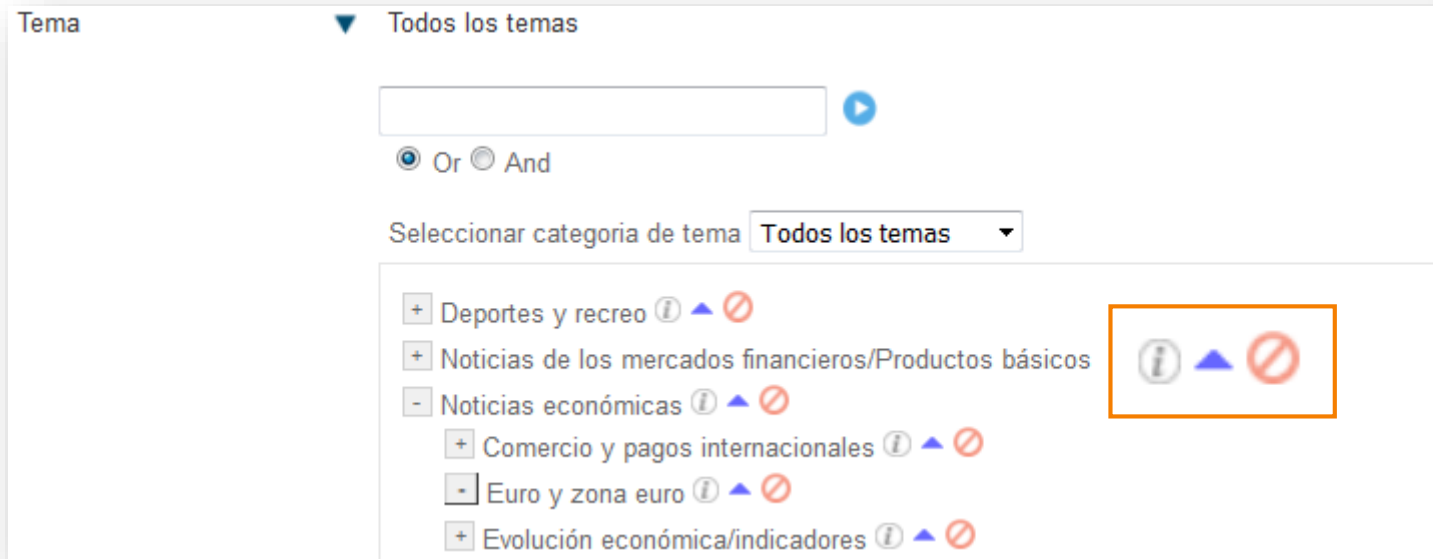 Tema Todos los temas
Or And
Seleccionar categoria de tema Todos los temas
+ Deportes y recreo i
+ Noticias de los mercados financieros/Productos básicos i
- Noticias económicas i
+ Comercio y pagos internacionales i
- Euro y zona euro i
+ Evolución económica/indicadores i